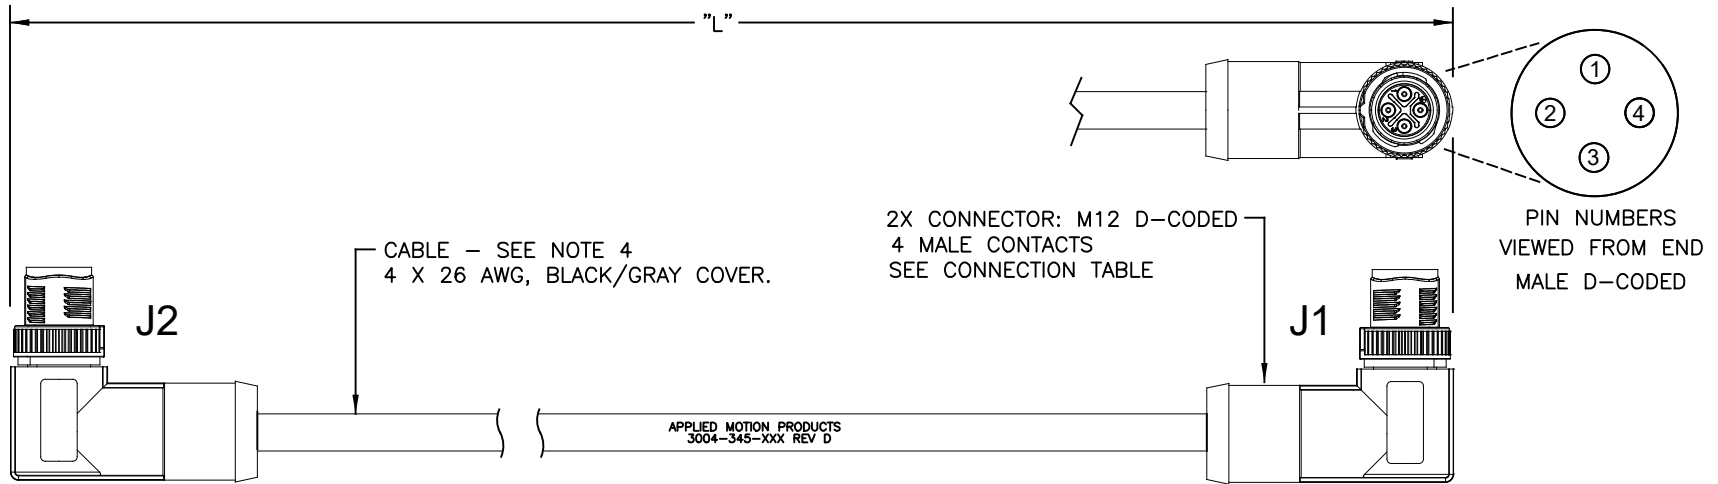 "L"
1
2
4
3
PIN NUMBERS
VIEWED FROM END
MALE D-CODED
2X CONNECTOR: M12 D-CODED
4 MALE CONTACTS
SEE CONNECTION TABLE
CABLE - SEE NOTE 4
4 X 26 AWG, BLACK/GRAY COVER.
J2
J1
APPLIED MOTION PRODUCTS
3004-345-XXX REV D